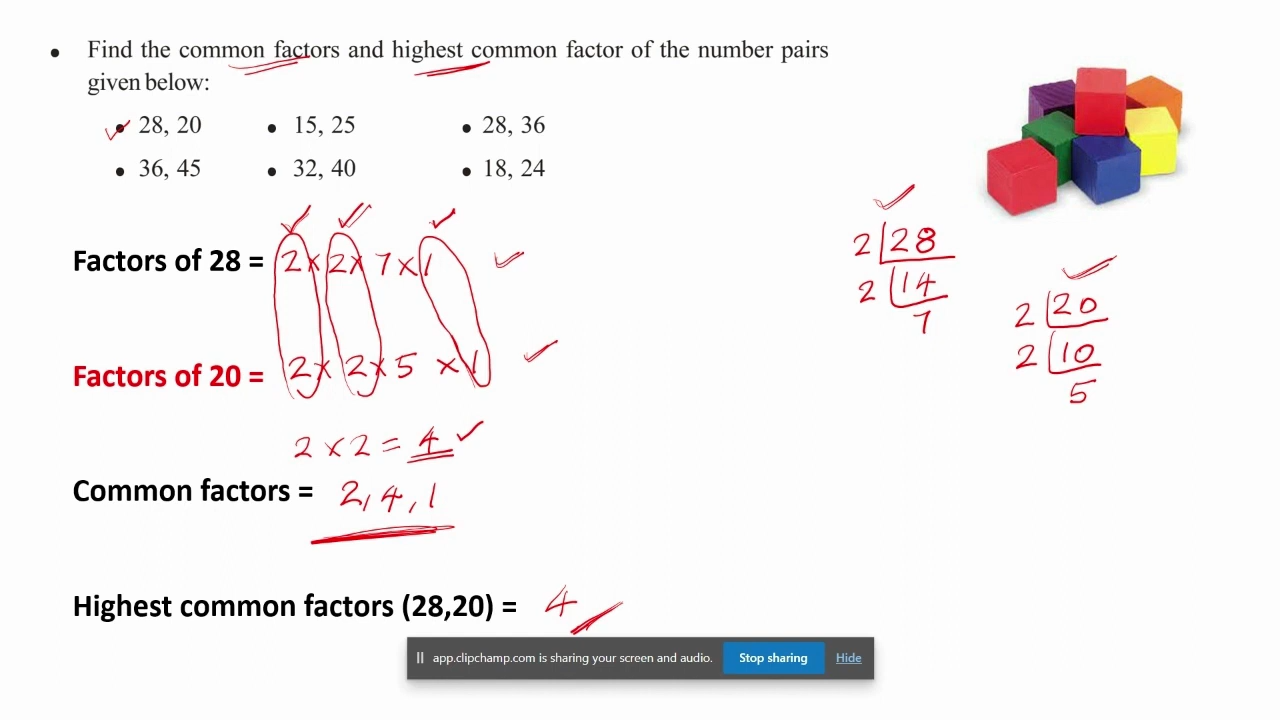 • Find the common factors and highest common factor of the number pairs
given below:
• 28, 20 • 15, 25 • 28, 36
• 36, 45 • 32, 40 • 18, 24
Factors of 28 = 2 × 2 × 7 × 1
Factors of 20 = 2 × 2 × 5 × 1
2 × 2 = 4
Common factors = 2, 4, 1
Highest common factors (28,20) = 4
2 28
2 14
7
2 20
2 10
5
app.clipchamp.com is sharing your screen and audio. Stop sharing Hide